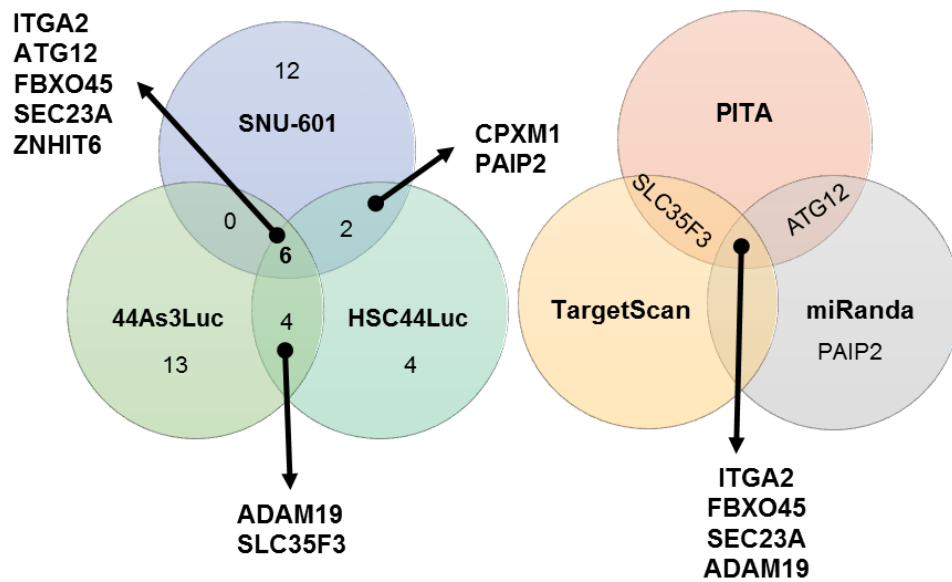 ITGA2
ATG12
FBXO45
SEC23A
ZNHIT6
12
SNU-601
CPXM1
PAIP2
0
2
6
44As3Luc
4
HSC44Luc
13
4
ADAM19
SLC35F3
PITA
SLC35F3
ATG12
TargetScan
miRanda
PAIP2
ITGA2
FBXO45
SEC23A
ADAM19